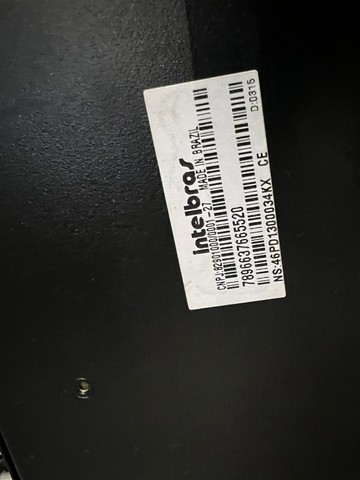 intelbras
CNPJ:82901000/0001-27 MADE IN BRAZIL
7896637665520
NS:46PD1300034KX CE
D:0315